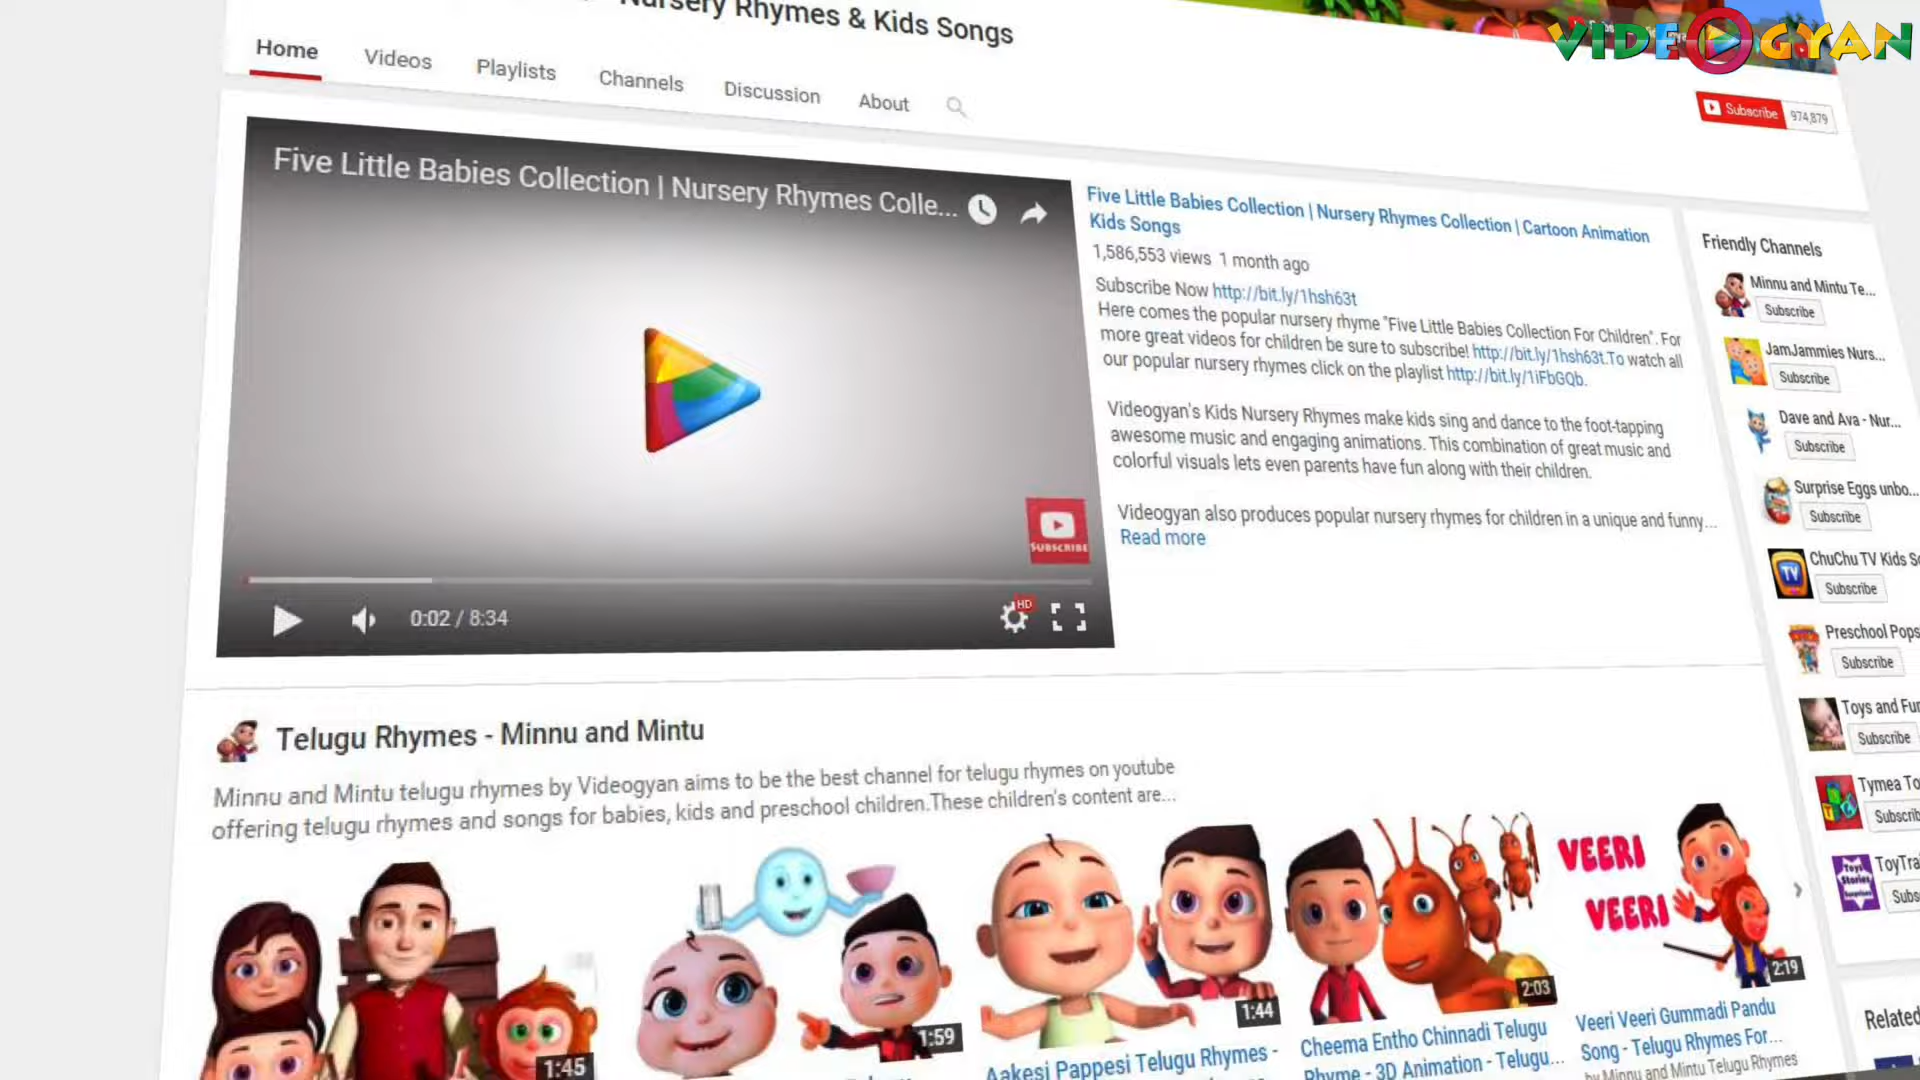 VIDEOGYAN
Nursery Rhymes & Kids Songs
Home
Videos
Playlists
Channels
Discussion
About
Subscribe
974,879
Five Little Babies Collection | Nursery Rhymes Colle...
HD
SUBSCRIBE
0:02 / 8:34
Five Little Babies Collection | Nursery Rhymes Collection | Cartoon Animation
Kids Songs
1,586,553 views 1 month ago
Subscribe Now http://bit.ly/1hsh63t
Here comes the popular nursery rhyme "Five Little Babies Collection For Children". For
more great videos for children be sure to subscribe! http://bit.ly/1hsh63t.To watch all
our popular nursery rhymes click on the playlist http://bit.ly/1iFbGQb.
Videogyan's Kids Nursery Rhymes make kids sing and dance to the foot-tapping
awesome music and engaging animations. This combination of great music and
colorful visuals lets even parents have fun along with their children.
Videogyan also produces popular nursery rhymes for children in a unique and funny...
Read more
Friendly Channels
Minnu and Mintu Te...
Subscribe
JamJammies Nurs...
Subscribe
Dave and Ava - Nur...
Subscribe
Surprise Eggs unbo...
Subscribe
TV
ChuChu TV Kids So
Subscribe
Preschool Pops
Subscribe
Toys and Fun
Subscribe
Tymea To
Subscrib
ToyTra
Subs
Related
Telugu Rhymes - Minnu and Mintu
Minnu and Mintu telugu rhymes by Videogyan aims to be the best channel for telugu rhymes on youtube
offering telugu rhymes and songs for babies, kids and preschool children.These children's content are...
1:45
1:59
1:44
2:03
VEERI
VEERI
2:19
Aakesi Pappesi Telugu Rhymes -
Cheema Entho Chinnadi Telugu
Rhyme - 3D Animation - Telugu...
Veeri Veeri Gummadi Pandu
Song - Telugu Rhymes For...
by Minnu and Mintu Telugu Rhymes